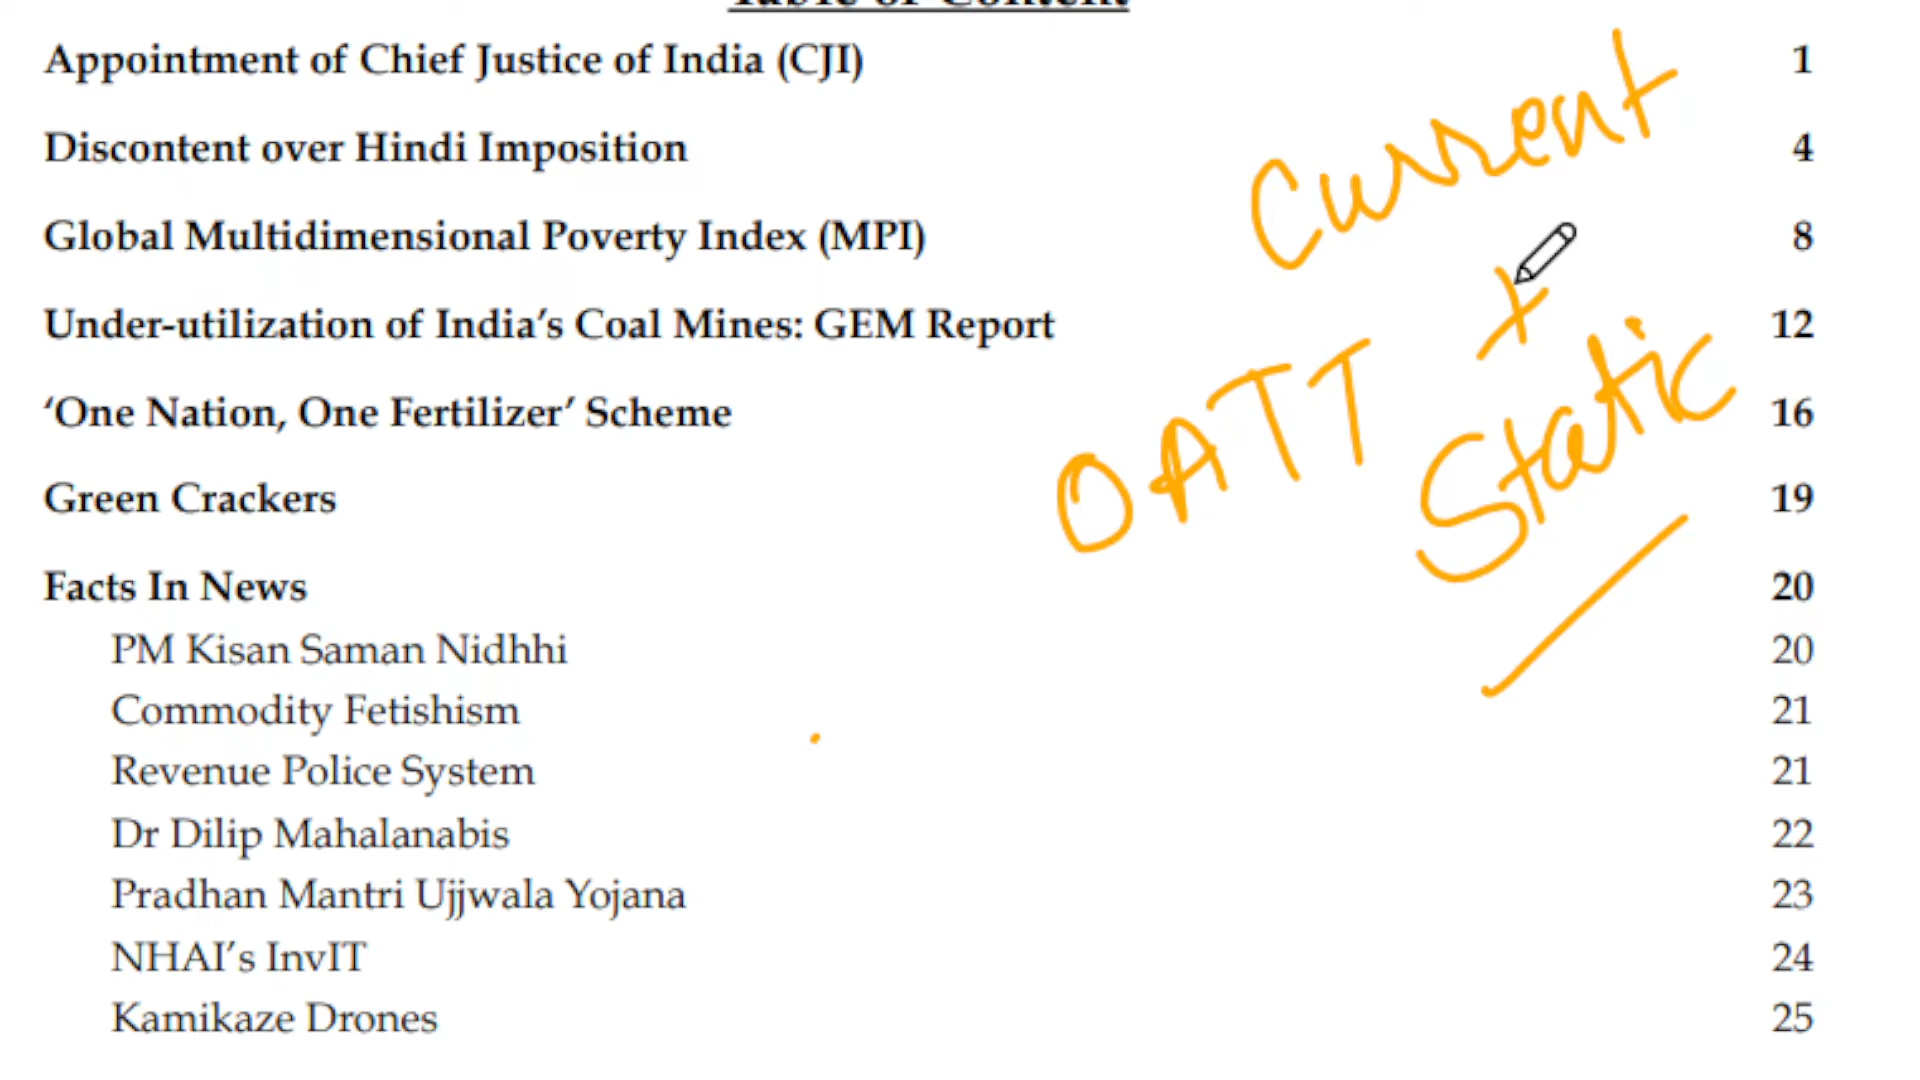 Table of Content
Appointment of Chief Justice of India (CJI) 1
Discontent over Hindi Imposition 4
Global Multidimensional Poverty Index (MPI) 8
Under-utilization of India’s Coal Mines: GEM Report 12
‘One Nation, One Fertilizer’ Scheme 16
Green Crackers 19
Facts In News 20
PM Kisan Saman Nidhhi 20
Commodity Fetishism 21
Revenue Police System 21
Dr Dilip Mahalanabis 22
Pradhan Mantri Ujjwala Yojana 23
NHAI’s InvIT 24
Kamikaze Drones 25
Current
+
OATT
Static